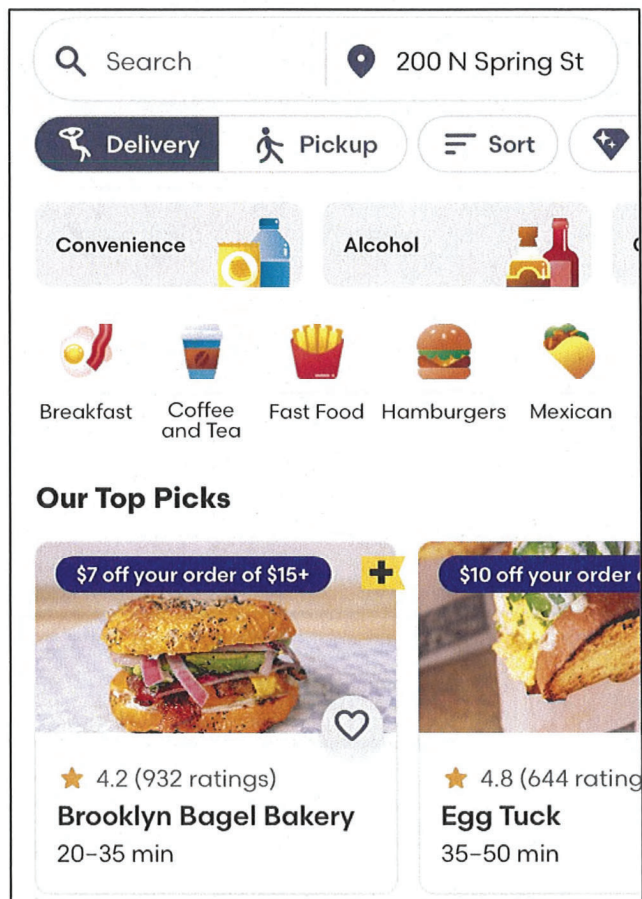 Search
200 N Spring St
Delivery
Pickup
Sort
Convenience
Alcohol
Breakfast
Coffee
and Tea
Fast Food
Hamburgers
Mexican
Our Top Picks
$7 off your order of $15+
$10 off your order
4.2 (932 ratings)
Brooklyn Bagel Bakery
20–35 min
4.8 (644 rating
Egg Tuck
35–50 min